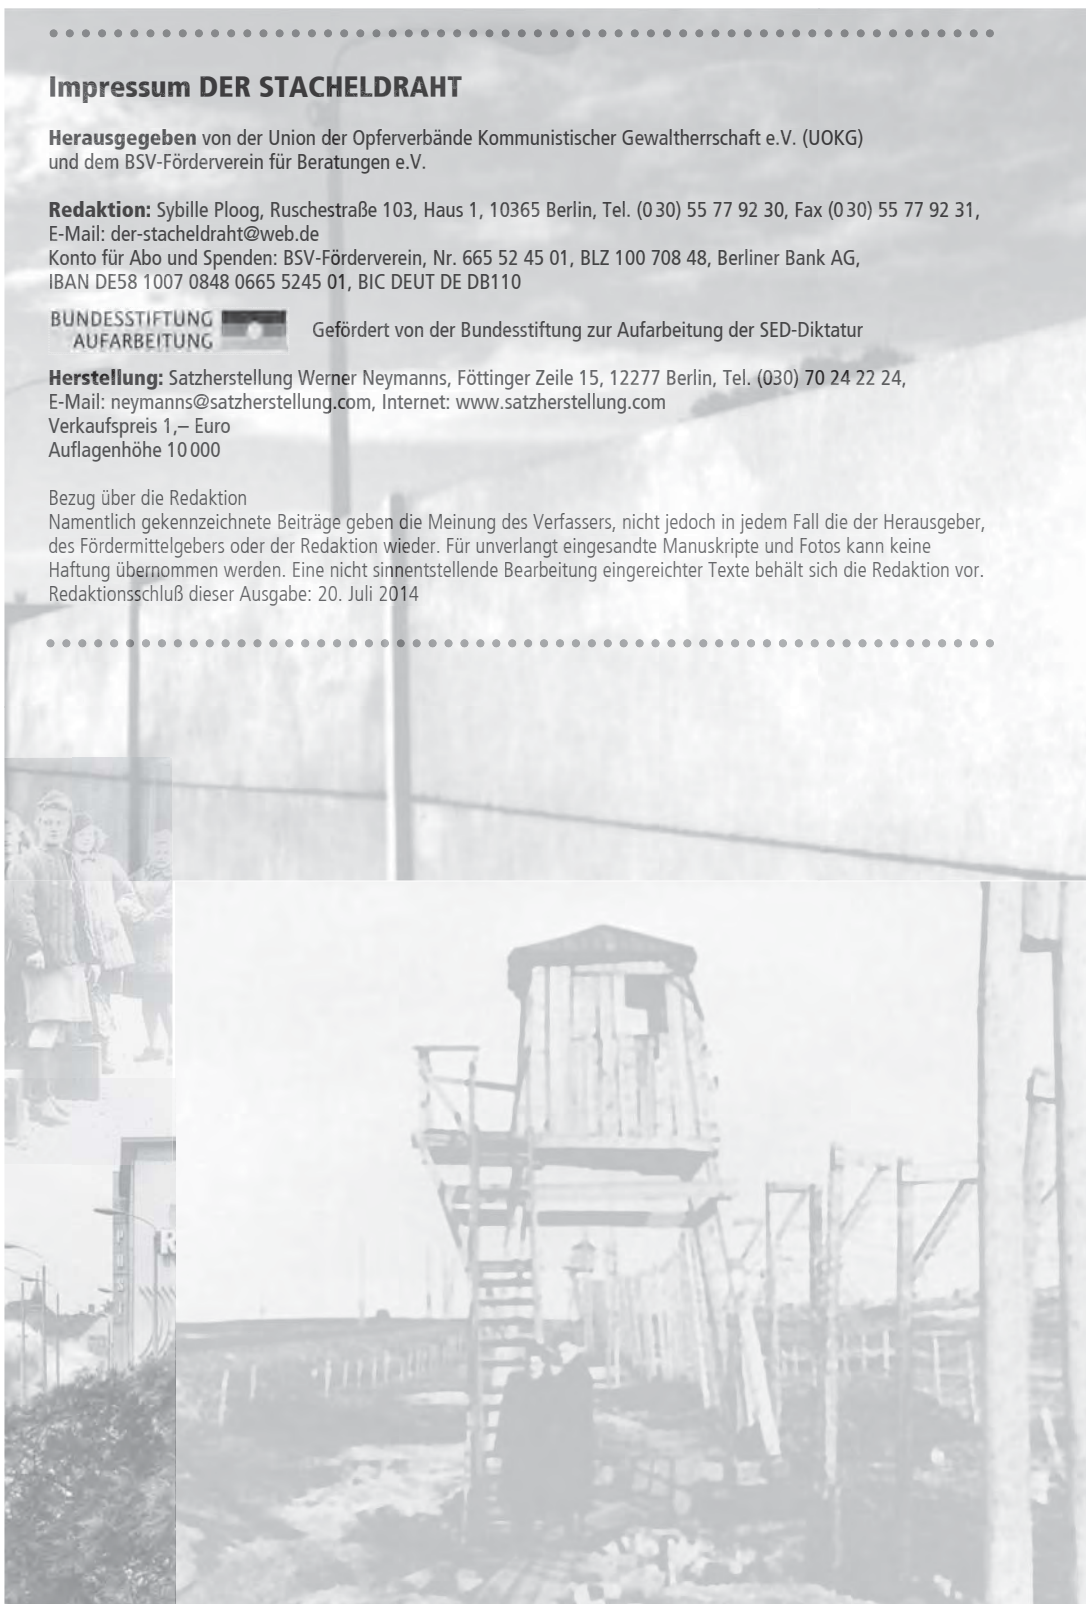 Impressum DER STACHELDRAHT
Herausgegeben von der Union der Opferverbände Kommunistischer Gewaltherrschaft e.V. (UOKG)
und dem BSV-Förderverein für Beratungen e.V.
Redaktion: Sybille Ploog, Ruschestraße 103, Haus 1, 10365 Berlin, Tel. (0 30) 55 77 92 30, Fax (0 30) 55 77 92 31,
E-Mail: der-stacheldraht@web.de
Konto für Abo und Spenden: BSV-Förderverein, Nr. 665 52 45 01, BLZ 100 708 48, Berliner Bank AG,
IBAN DE58 1007 0848 0665 5245 01, BIC DEUT DE DB110
BUNDESSTIFTUNG
AUFARBEITUNG
Gefördert von der Bundesstiftung zur Aufarbeitung der SED-Diktatur
Herstellung: Satzherstellung Werner Neymanns, Föttinger Zeile 15, 12277 Berlin, Tel. (030) 70 24 22 24,
E-Mail: neymanns@satzherstellung.com, Internet: www.satzherstellung.com
Verkaufspreis 1,– Euro
Auflagenhöhe 10 000
Bezug über die Redaktion
Namentlich gekennzeichnete Beiträge geben die Meinung des Verfassers, nicht jedoch in jedem Fall die der Herausgeber,
des Fördermittelgebers oder der Redaktion wieder. Für unverlangt eingesandte Manuskripte und Fotos kann keine
Haftung übernommen werden. Eine nicht sinnentstellende Bearbeitung eingereichter Texte behält sich die Redaktion vor.
Redaktionsschluß dieser Ausgabe: 20. Juli 2014